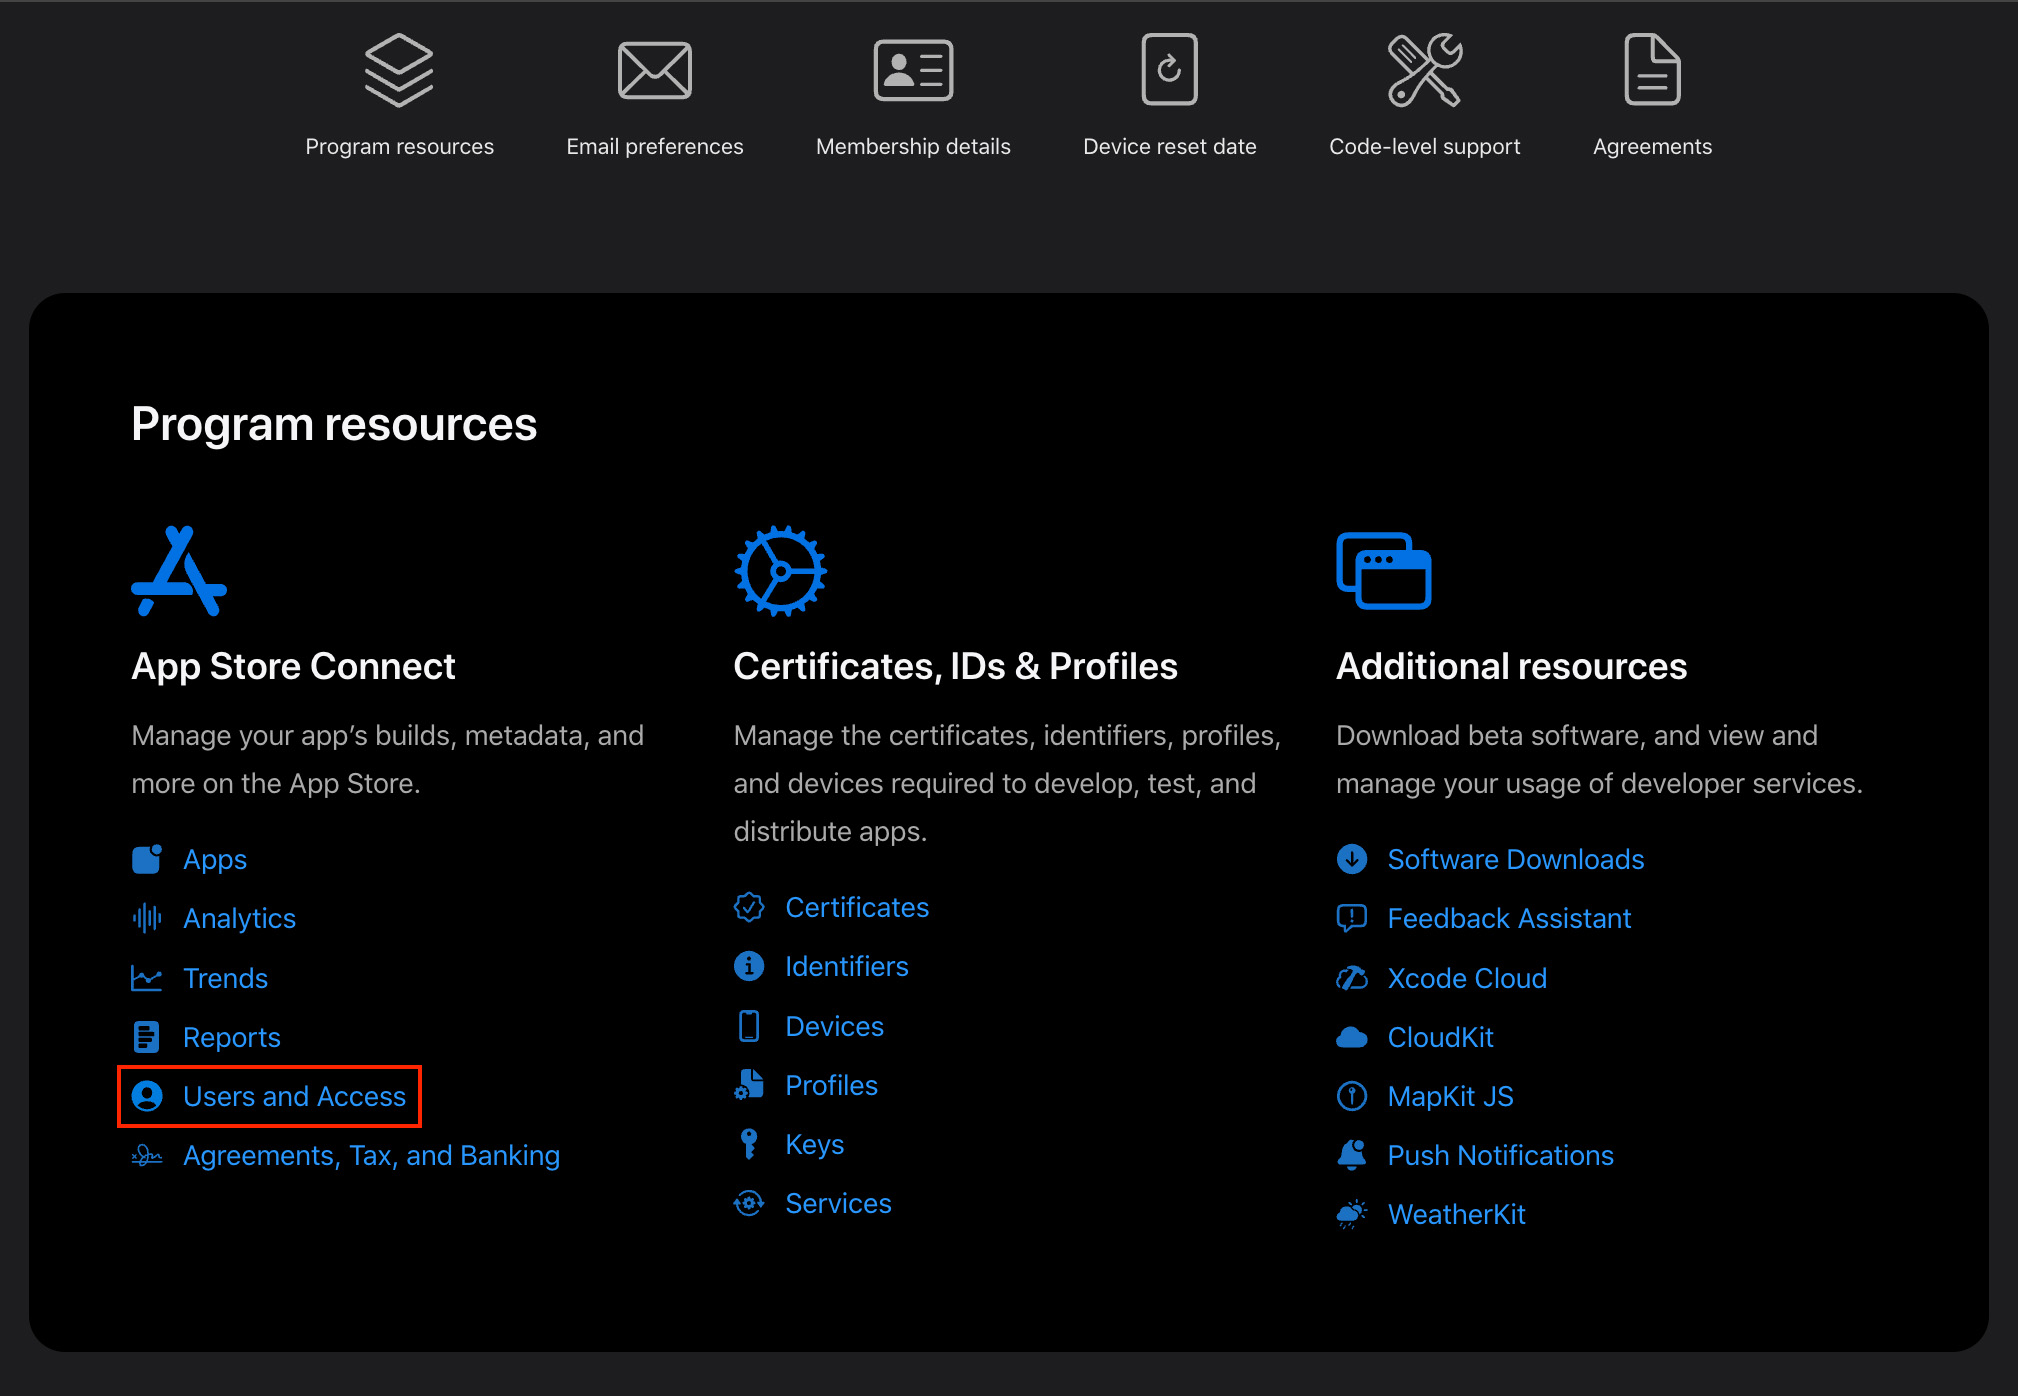 Program resources
Email preferences
Membership details
Device reset date
Code-level support
Agreements
Program resources
App Store Connect
Manage your app’s builds, metadata, and
more on the App Store.
Apps
Analytics
Trends
Reports
Users and Access
Agreements, Tax, and Banking
Certificates, IDs & Profiles
Manage the certificates, identifiers, profiles,
and devices required to develop, test, and
distribute apps.
Certificates
Identifiers
Devices
Profiles
Keys
Services
Additional resources
Download beta software, and view and
manage your usage of developer services.
Software Downloads
Feedback Assistant
Xcode Cloud
CloudKit
MapKit JS
Push Notifications
WeatherKit